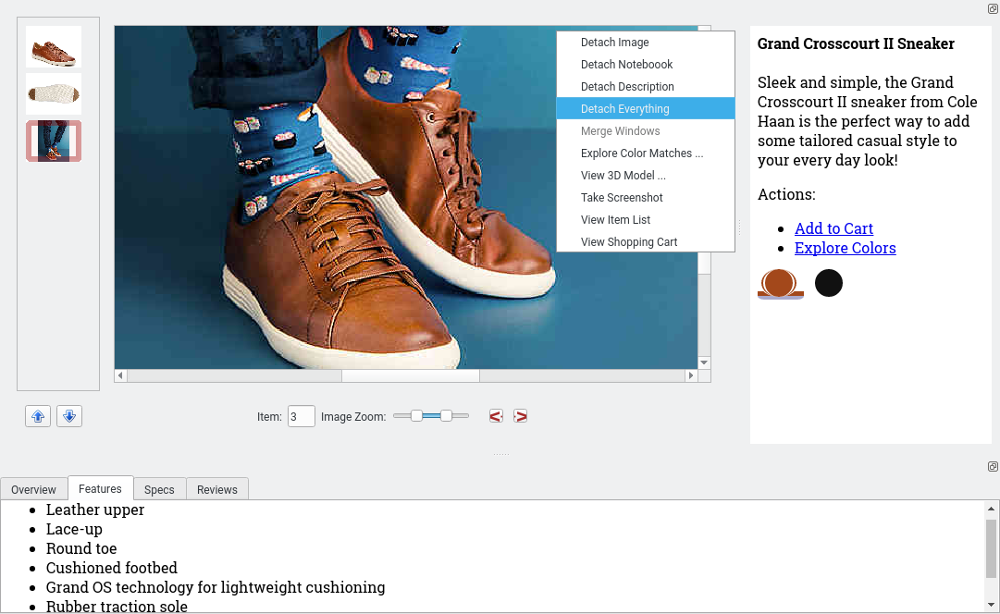 Detach Image
Detach Noteboook
Detach Description
Detach Everything
Merge Windows
Explore Color Matches ...
View 3D Model ...
Take Screenshot
View Item List
View Shopping Cart
Grand Crosscourt II Sneaker
Sleek and simple, the Grand
Crosscourt II sneaker from Cole
Haan is the perfect way to add
some tailored casual style to
your every day look!
Actions:
Add to Cart
Explore Colors
Item: 3 Image Zoom: < >
Overview Features Specs Reviews
Leather upper
Lace-up
Round toe
Cushioned footbed
Grand OS technology for lightweight cushioning
Rubber traction sole